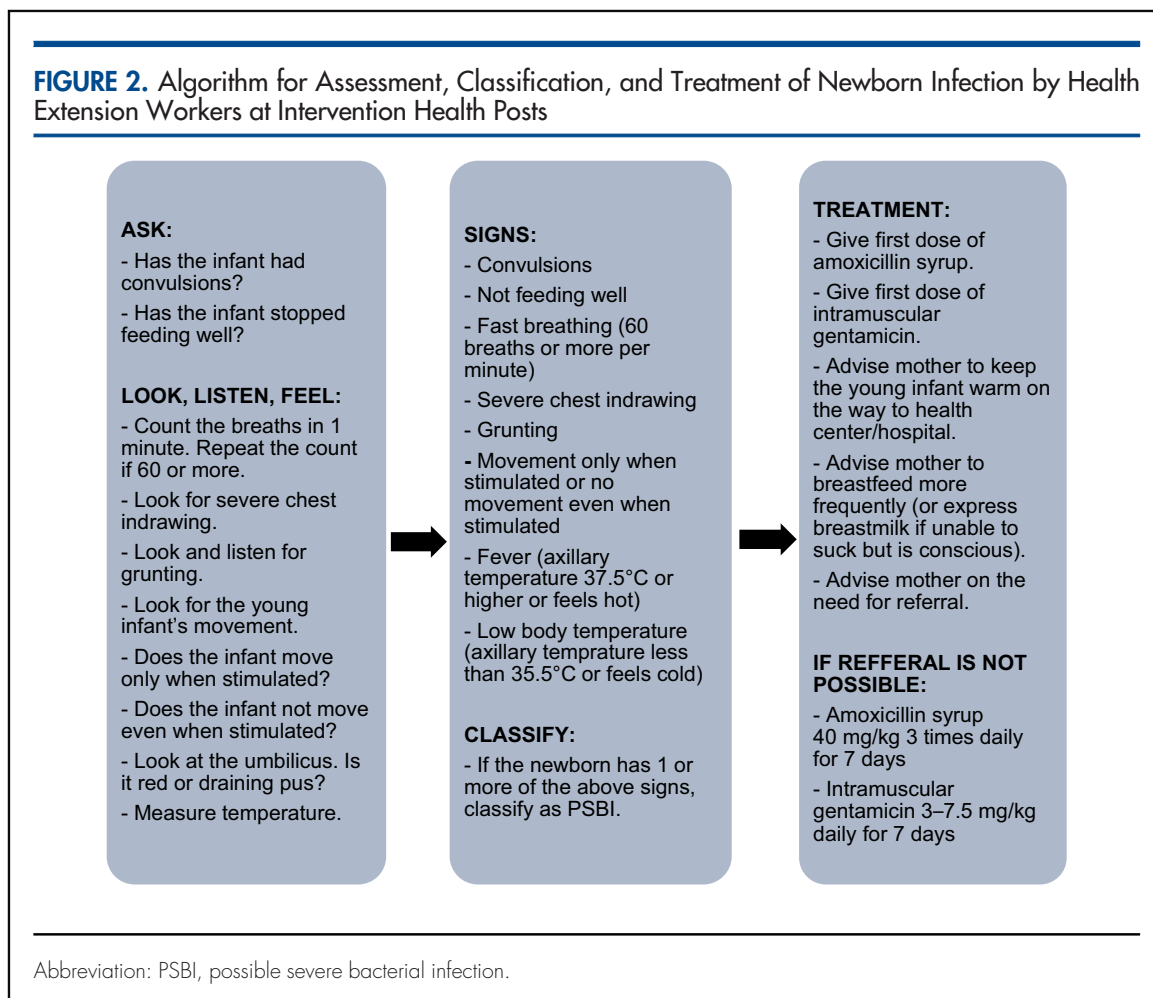 FIGURE 2. Algorithm for Assessment, Classification, and Treatment of Newborn Infection by Health
Extension Workers at Intervention Health Posts
ASK:
- Has the infant had
convulsions?
- Has the infant stopped
feeding well?
LOOK, LISTEN, FEEL:
- Count the breaths in 1
minute. Repeat the count
if 60 or more.
- Look for severe chest
indrawing.
- Look and listen for
grunting.
- Look for the young
infant’s movement.
- Does the infant move
only when stimulated?
- Does the infant not move
even when stimulated?
- Look at the umbilicus. Is
it red or draining pus?
- Measure temperature.
SIGNS:
- Convulsions
- Not feeding well
- Fast breathing (60
breaths or more per
minute)
- Severe chest indrawing
- Grunting
- Movement only when
stimulated or no
movement even when
stimulated
- Fever (axillary
temperature 37.5°C or
higher or feels hot)
- Low body temperature
(axillary temprature less
than 35.5°C or feels cold)
CLASSIFY:
- If the newborn has 1 or
more of the above signs,
classify as PSBI.
TREATMENT:
- Give first dose of
amoxicillin syrup.
- Give first dose of
intramuscular
gentamicin.
- Advise mother to keep
the young infant warm on
the way to health
center/hospital.
- Advise mother to
breastfeed more
frequently (or express
breastmilk if unable to
suck but is conscious).
- Advise mother on the
need for referral.
IF REFFERAL IS NOT
POSSIBLE:
- Amoxicillin syrup
40 mg/kg 3 times daily
for 7 days
- Intramuscular
gentamicin 3–7.5 mg/kg
daily for 7 days
Abbreviation: PSBI, possible severe bacterial infection.